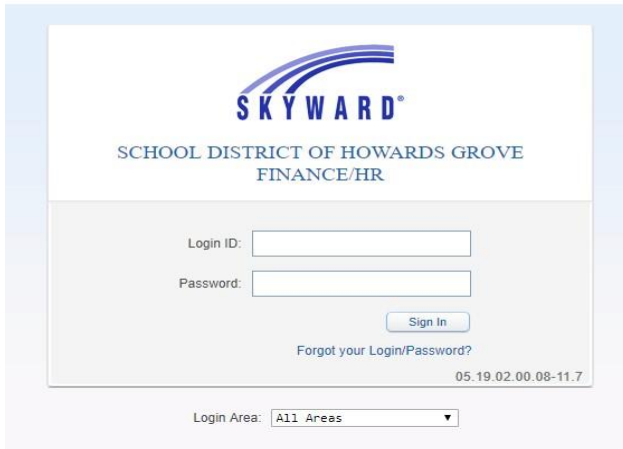 SKYWARD®
SCHOOL DISTRICT OF HOWARDS GROVE
FINANCE/HR
Login ID:
Password:
Sign In
Forgot your Login/Password?
05.19.02.00.08-11.7
Login Area: All Areas